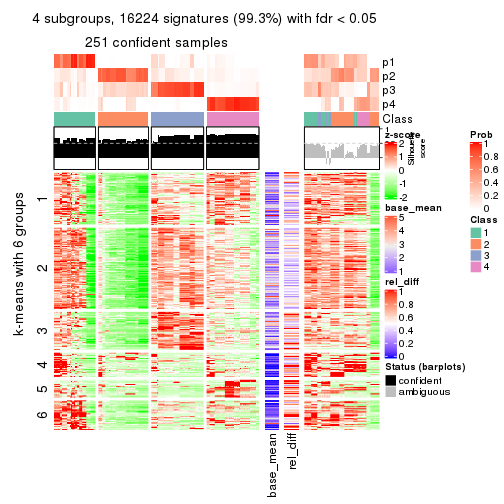 4 subgroups, 16224 signatures (99.3%) with fdr < 0.05
251 confident samples
p1
p2
p3
p4
Class
1
Silhouette
score
z-score
2
1
0
-1
-2
base_mean
5
4
3
2
1
rel_diff
1
0.8
0.6
0.4
0.2
0
Status (barplots)
confident
ambiguous
Prob
1
0.8
0.6
0.4
0.2
0
Class
1
2
3
4
k-means with 6 groups
1
2
3
4
5
6
base_mean
rel_diff